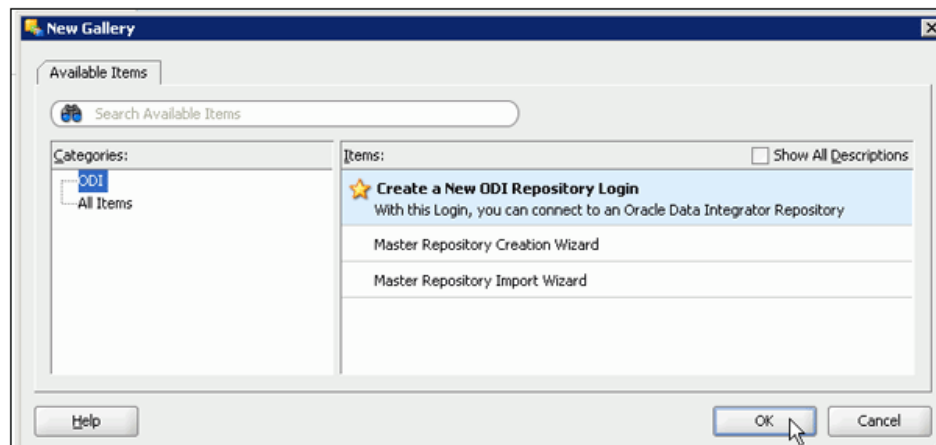 New Gallery
Available Items
Search Available Items
Categories:
ODI
All Items
Items:
Show All Descriptions
Create a New ODI Repository Login
With this Login, you can connect to an Oracle Data Integrator Repository
Master Repository Creation Wizard
Master Repository Import Wizard
Help
OK
Cancel